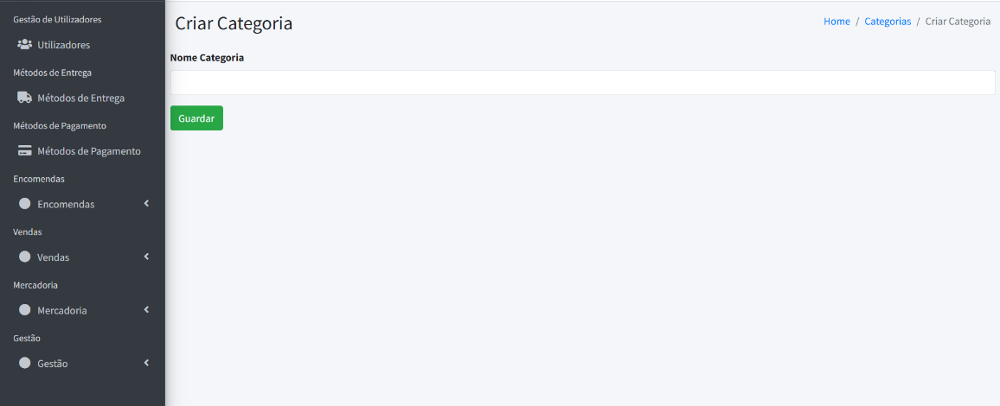 Gestão de Utilizadores
Utilizadores
Métodos de Entrega
Métodos de Entrega
Métodos de Pagamento
Métodos de Pagamento
Encomendas
Encomendas
Vendas
Vendas
Mercadoria
Mercadoria
Gestão
Gestão
Criar Categoria
Home / Categorias / Criar Categoria
Nome Categoria
Guardar